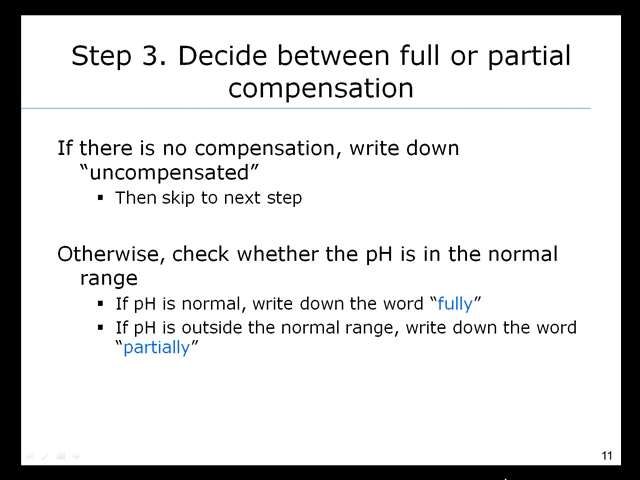 Step 3. Decide between full or partial
compensation
If there is no compensation, write down
“uncompensated”
▪ Then skip to next step
Otherwise, check whether the pH is in the normal
range
▪ If pH is normal, write down the word “fully”
▪ If pH is outside the normal range, write down the word
“partially”
11